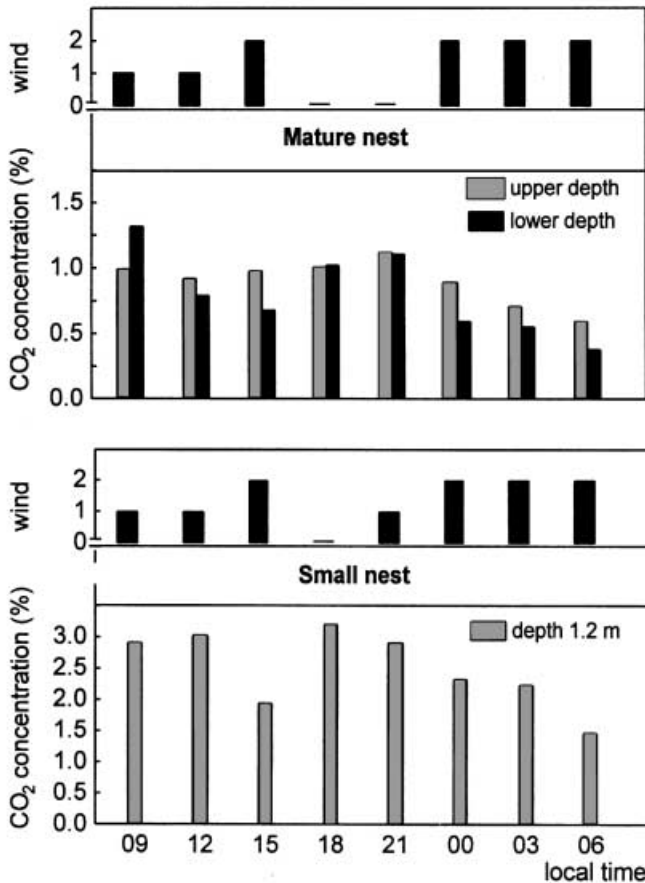 wind
2
1
0
Mature nest
CO₂ concentration (%)
1.5
1.0
0.5
0.0
upper depth
lower depth
wind
2
1
0
Small nest
CO₂ concentration (%)
3.0
2.5
2.0
1.5
1.0
0.5
0.0
depth 1.2 m
09 12 15 18 21 00 03 06
local time